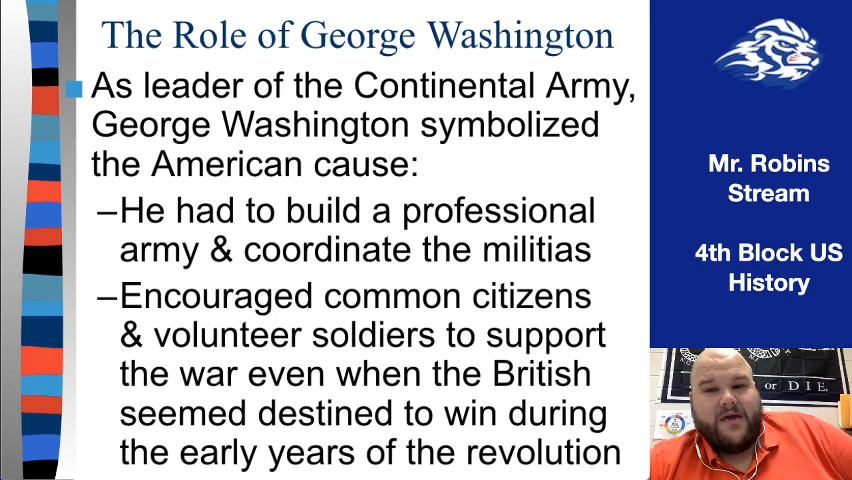 The Role of George Washington
As leader of the Continental Army,
George Washington symbolized
the American cause:
–He had to build a professional
army & coordinate the militias
–Encouraged common citizens
& volunteer soldiers to support
the war even when the British
seemed destined to win during
the early years of the revolution
Mr. Robins
Stream
4th Block US
History
or DIE.